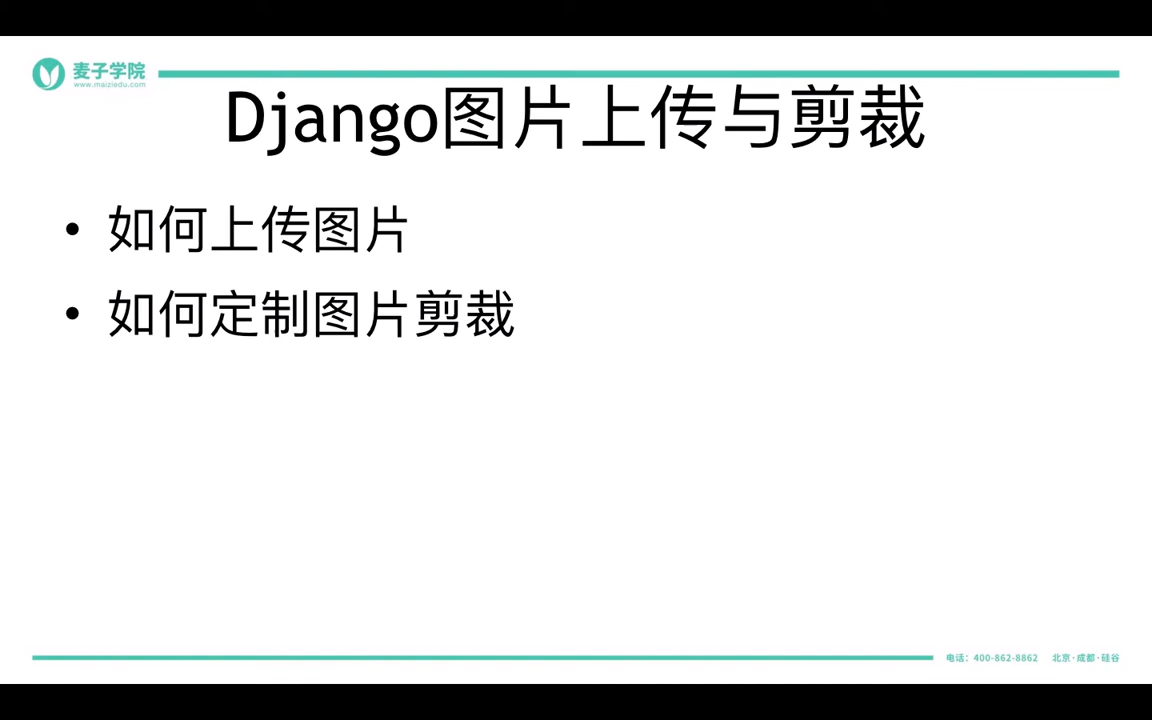 麦子学院
www.maiziedu.com
Django图片上传与剪裁
• 如何上传图片
• 如何定制图片剪裁
电话：400-862-8862 北京·成都·硅谷